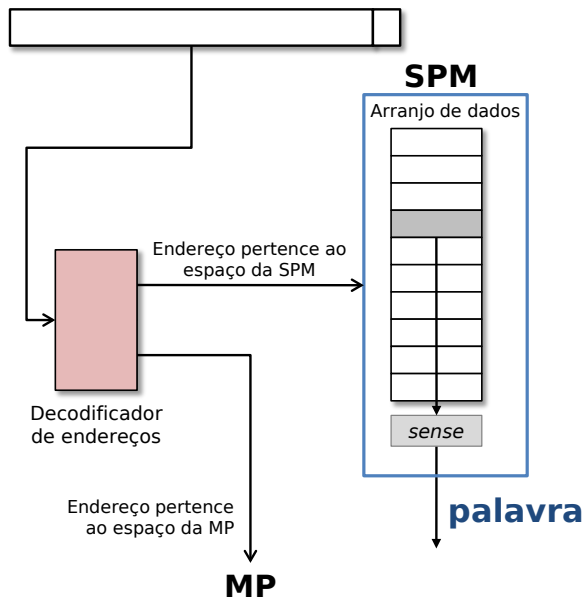 SPM
Arranjo de dados
Endereço pertence ao
espaço da SPM
Decodificador
de endereços
sense
Endereço pertence
ao espaço da MP
palavra
MP